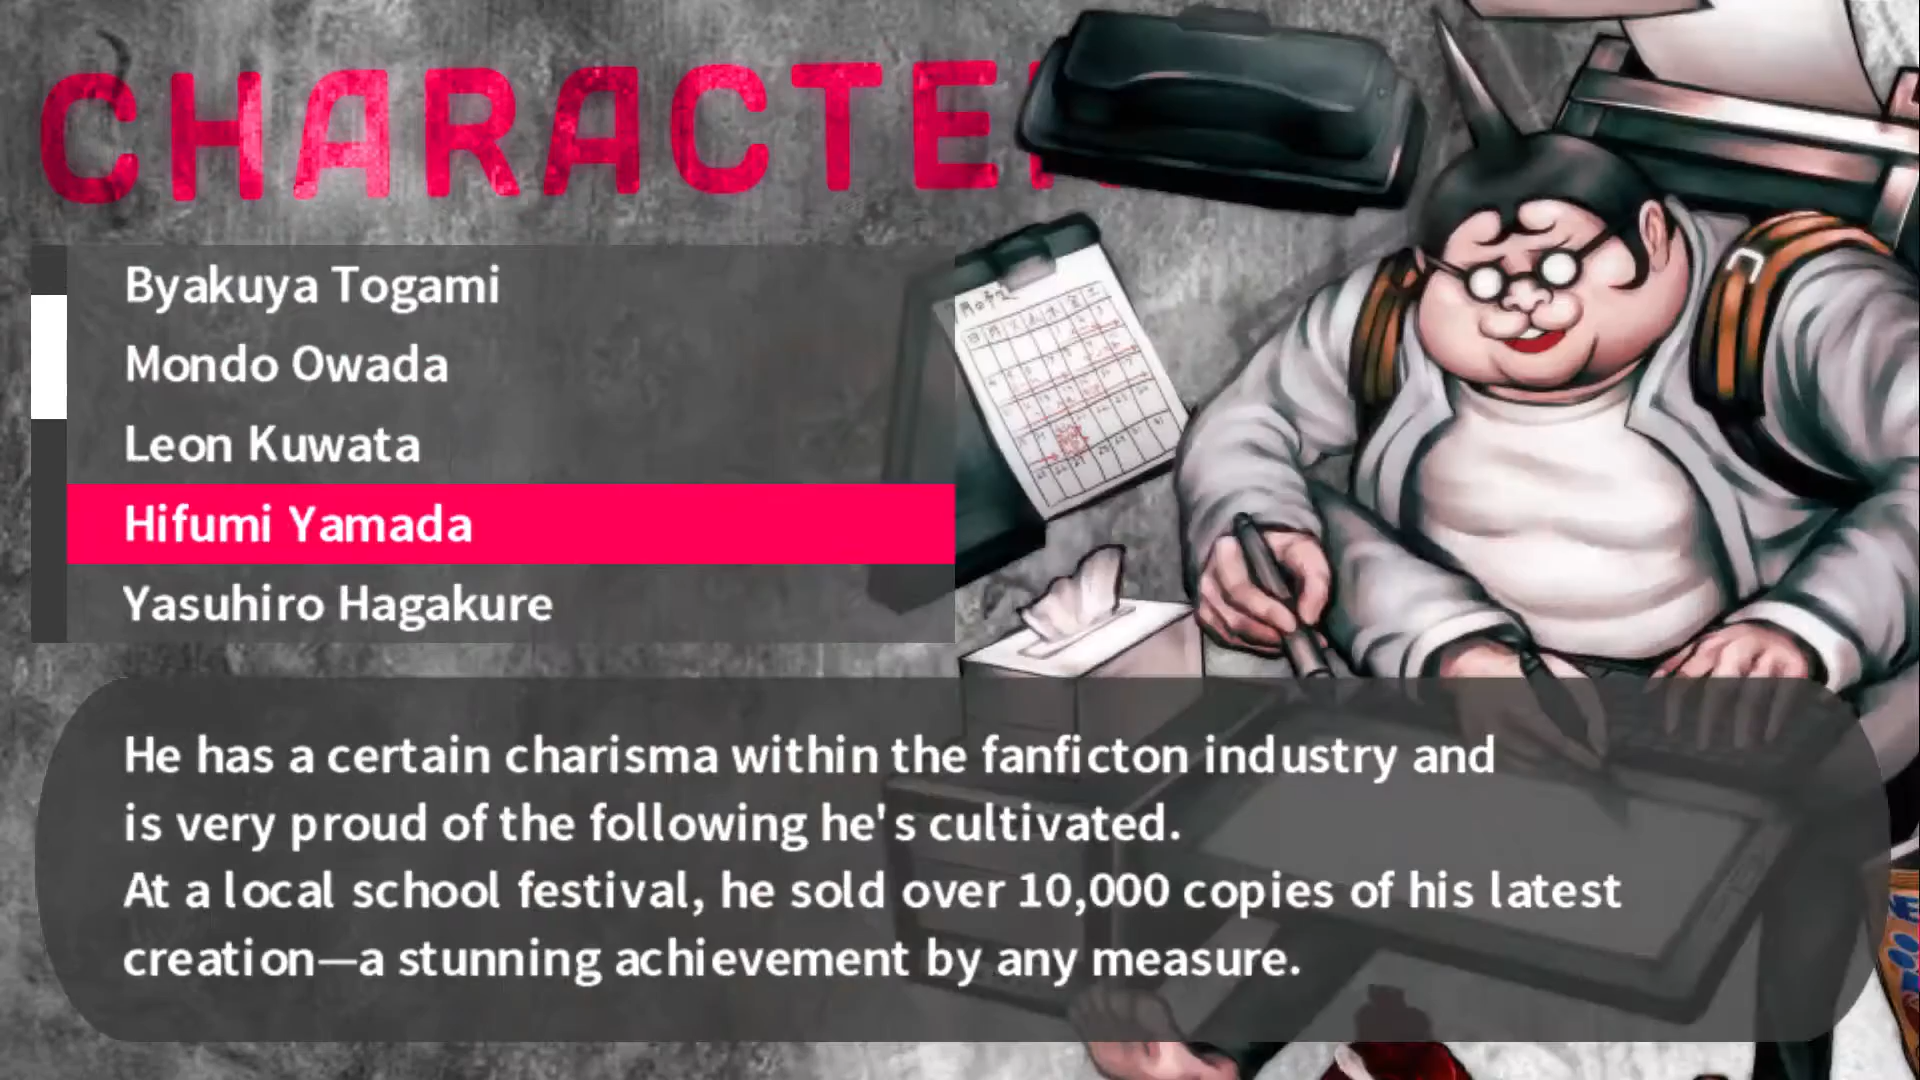 CHARACTER
Byakuya Togami
Mondo Owada
Leon Kuwata
Hifumi Yamada
Yasuhiro Hagakure
He has a certain charisma within the fanficton industry and
is very proud of the following he's cultivated.
At a local school festival, he sold over 10,000 copies of his latest
creation—a stunning achievement by any measure.